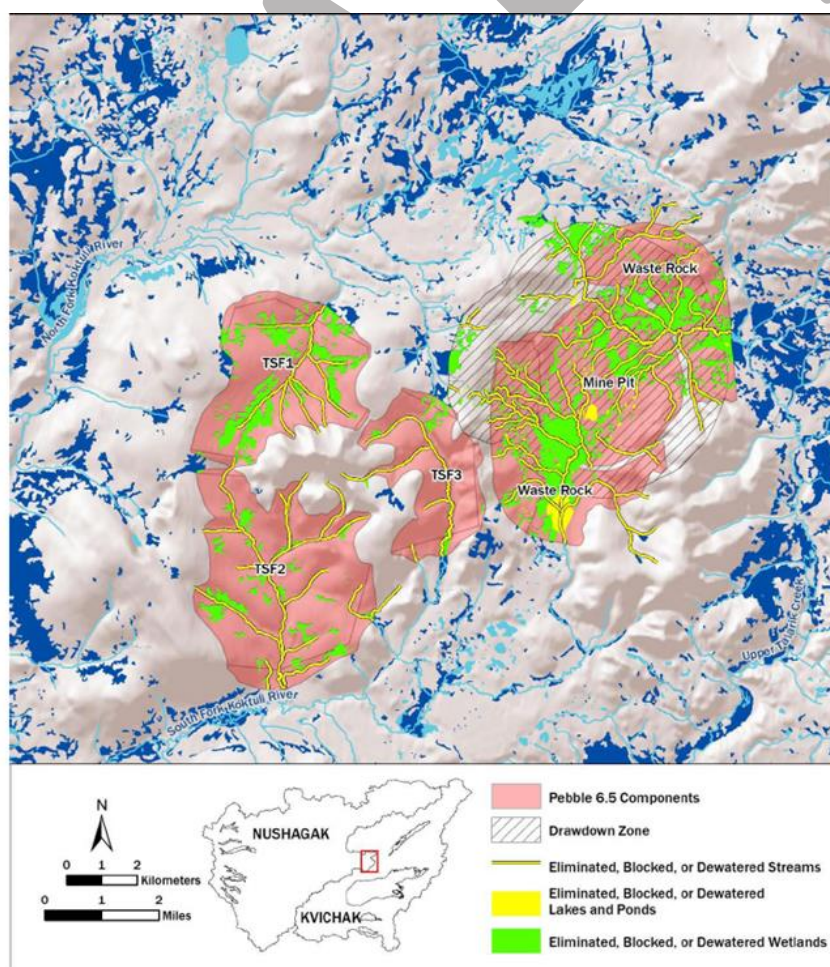 North Fork Koktuli River
Waste Rock
TSF1
Mine Pit
TSF3
Waste Rock
TSF2
Upper Talarik Creek
South Fork Koktuli River
N
0 1 2
Kilometers
0 1 2
Miles
NUSHAGAK
KVICHAK
Pebble 6.5 Components
Drawdown Zone
Eliminated, Blocked, or Dewatered Streams
Eliminated, Blocked, or Dewatered
Lakes and Ponds
Eliminated, Blocked, or Dewatered Wetlands